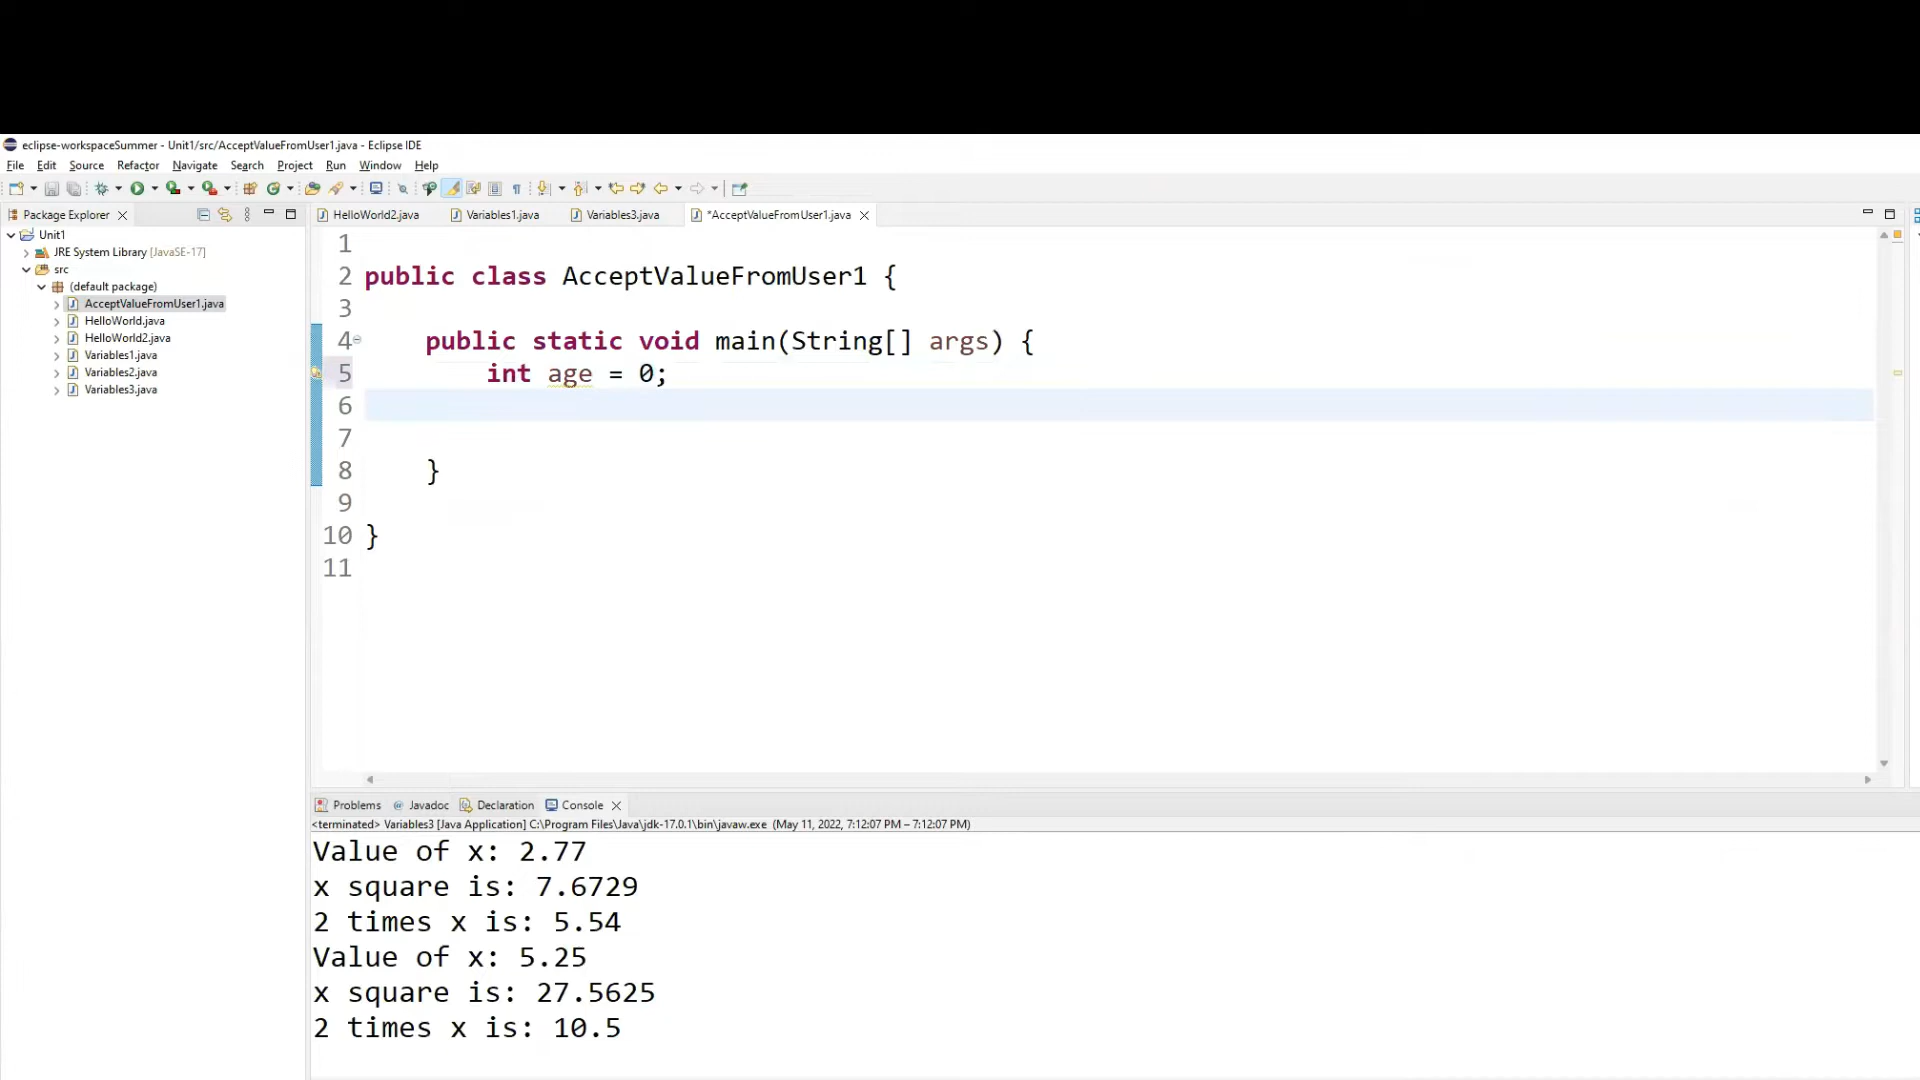 eclipse-workspaceSummer - Unit1/src/AcceptValueFromUser1.java - Eclipse IDE
File Edit Source Refactor Navigate Search Project Run Window Help
Package Explorer
HelloWorld2.java Variables1.java Variables3.java *AcceptValueFromUser1.java
Unit1
JRE System Library [JavaSE-17]
src
(default package)
AcceptValueFromUser1.java
HelloWorld.java
HelloWorld2.java
Variables1.java
Variables2.java
Variables3.java
1
2 public class AcceptValueFromUser1 {
3
4 public static void main(String[] args) {
5 int age = 0;
6
7
8 }
9
10 }
11
Problems Javadoc Declaration Console
<terminated> Variables3 [Java Application] C:\Program Files\Java\jdk-17.0.1\bin\javaw.exe (May 11, 2022, 7:12:07 PM – 7:12:07 PM)
Value of x: 2.77
x square is: 7.6729
2 times x is: 5.54
Value of x: 5.25
x square is: 27.5625
2 times x is: 10.5